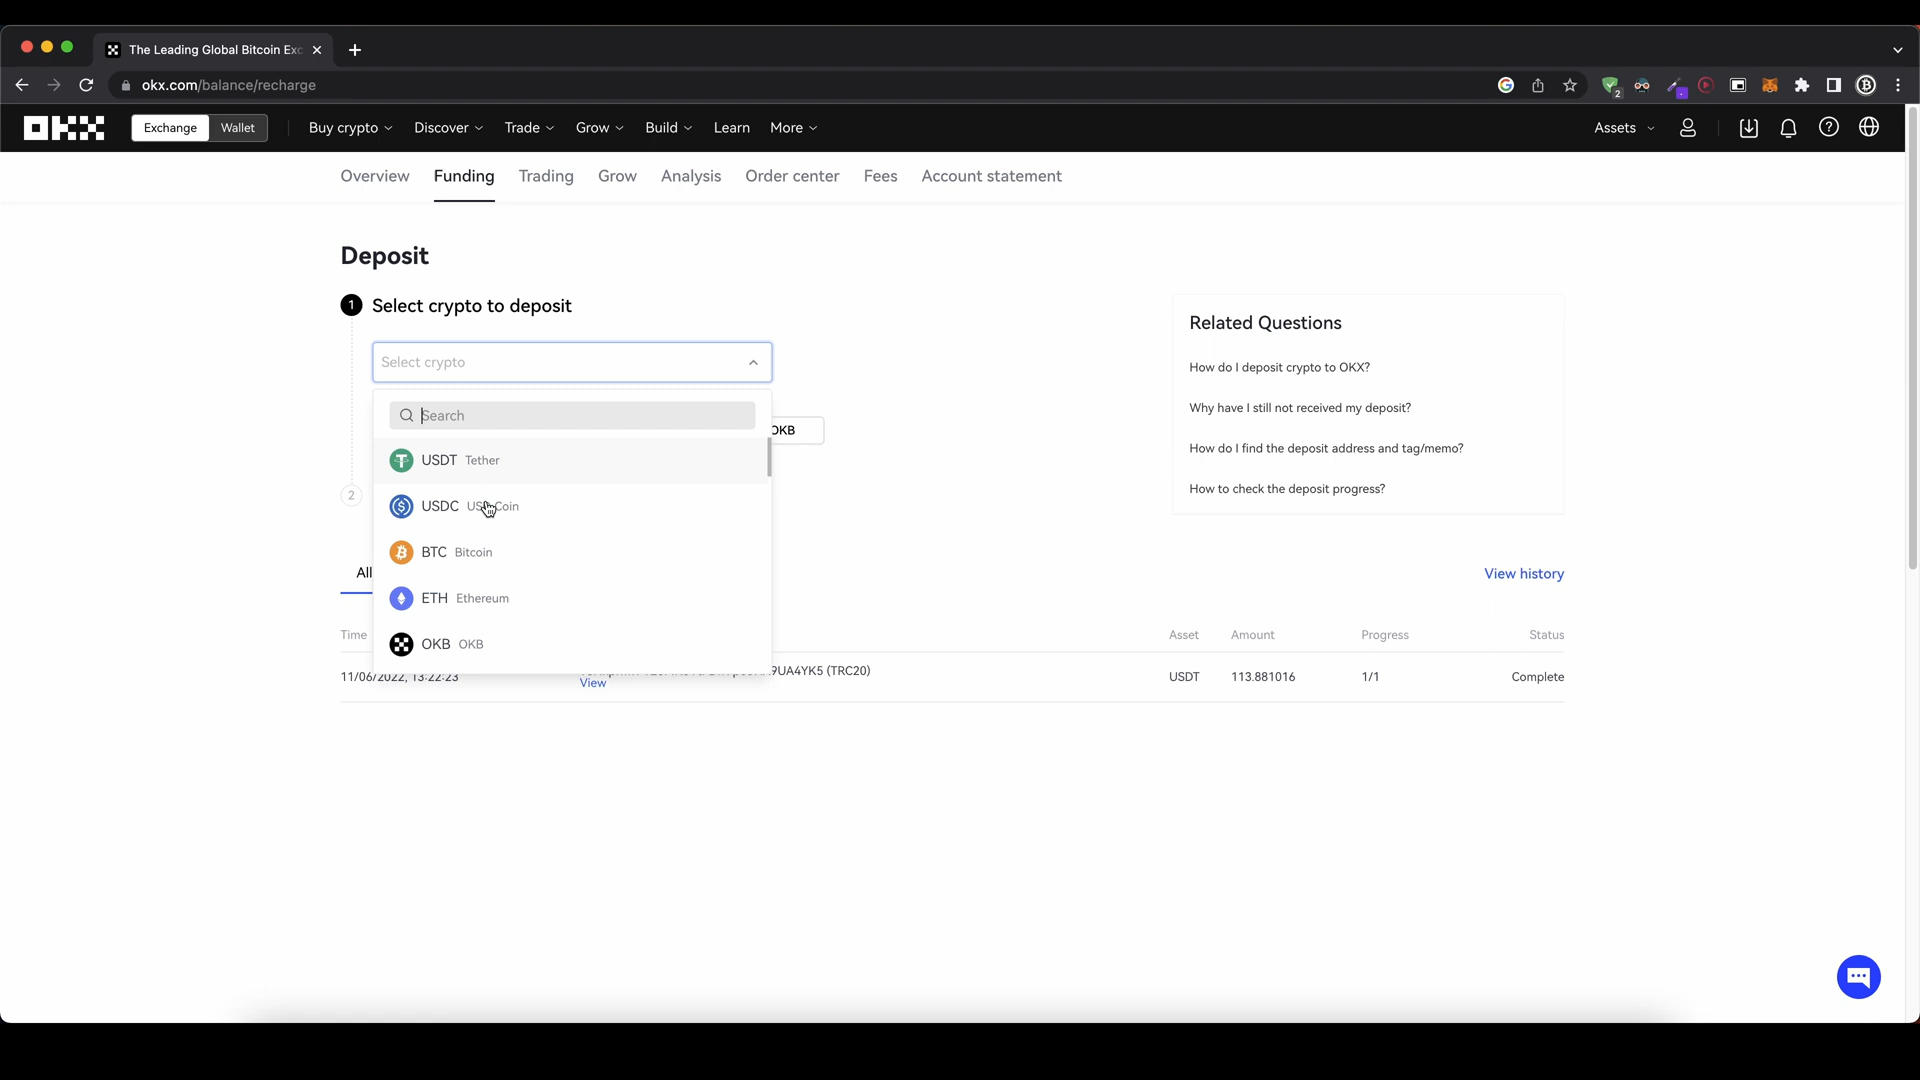 The Leading Global Bitcoin Exc
okx.com/balance/recharge
2
OKX Exchange Wallet Buy crypto Discover Trade Grow Build Learn More Assets
Overview Funding Trading Grow Analysis Order center Fees Account statement
Deposit
1 Select crypto to deposit
Select crypto
Search
OKB
USDT Tether
2
USDC Coin
BTC Bitcoin
ETH Ethereum
OKB OKB
Related Questions
How do I deposit crypto to OKX?
Why have I still not received my deposit?
How do I find the deposit address and tag/memo?
How to check the deposit progress?
All
View history
Time Asset Amount Progress Status
11/06/2022, 13:22:23 9UA4YK5 (TRC20) USDT 113.881016 1/1 Complete
View